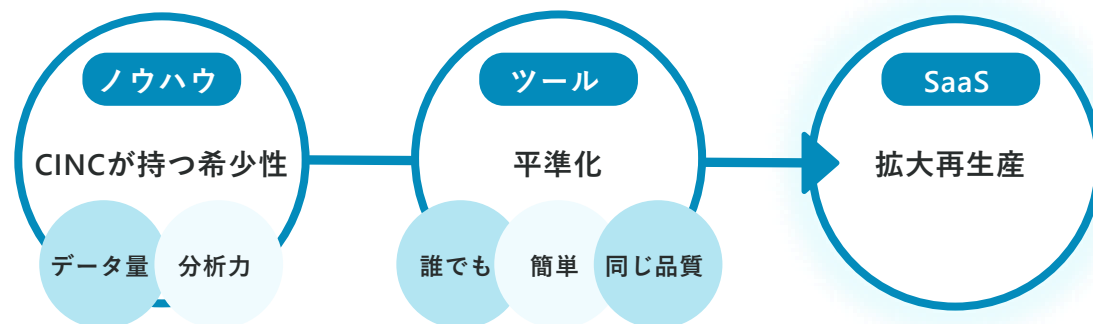 ノウハウ
CINCが持つ希少性
データ量
分析力
ツール
平準化
誰でも
簡単
同じ品質
SaaS
拡大再生産